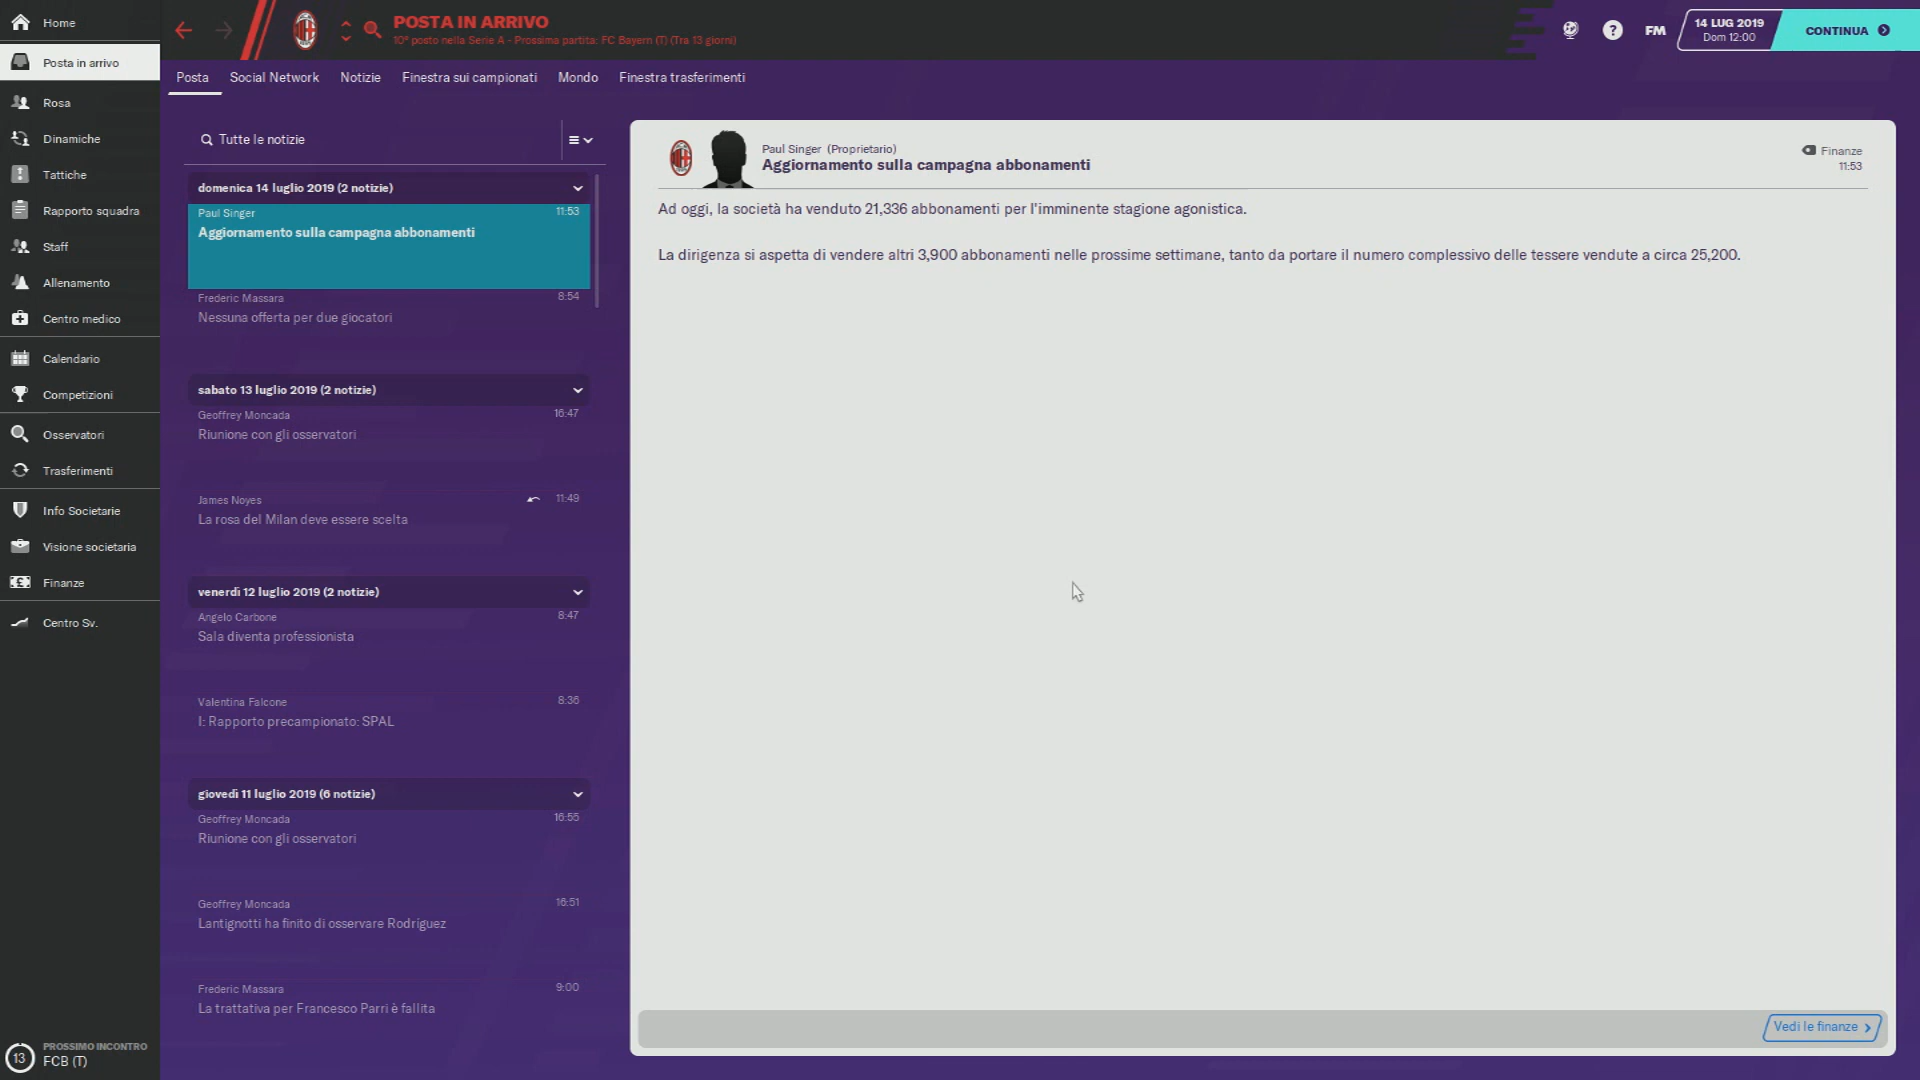 Home
Posta in arrivo
Rosa
Dinamiche
Tattiche
Rapporto squadra
Staff
Allenamento
Centro medico
Calendario
Competizioni
Osservatori
Trasferimenti
Info Societarie
Visione societaria
Finanze
Centro Sv.
13
PROSSIMO INCONTRO
FCB (T)
POSTA IN ARRIVO
10° posto nella Serie A - Prossima partita: FC Bayern (T) (Tra 13 giorni)
?
FM
14 LUG 2019
Dom 12:00
CONTINUA
Posta Social Network Notizie Finestra sui campionati Mondo Finestra trasferimenti
Tutte le notizie
domenica 14 luglio 2019 (2 notizie)
Paul Singer 11:53
Aggiornamento sulla campagna abbonamenti
Frederic Massara 8:54
Nessuna offerta per due giocatori
sabato 13 luglio 2019 (2 notizie)
Geoffrey Moncada 16:47
Riunione con gli osservatori
James Noyes 11:49
La rosa del Milan deve essere scelta
venerdì 12 luglio 2019 (2 notizie)
Angelo Carbone 8:47
Sala diventa professionista
Valentina Falcone 8:36
I: Rapporto precampionato: SPAL
giovedì 11 luglio 2019 (6 notizie)
Geoffrey Moncada 16:55
Riunione con gli osservatori
Geoffrey Moncada 16:51
Lantignotti ha finito di osservare Rodríguez
Frederic Massara 9:00
La trattativa per Francesco Parri è fallita
Paul Singer (Proprietario)
Aggiornamento sulla campagna abbonamenti
Finanze
11:53
Ad oggi, la società ha venduto 21,336 abbonamenti per l'imminente stagione agonistica.
La dirigenza si aspetta di vendere altri 3,900 abbonamenti nelle prossime settimane, tanto da portare il numero complessivo delle tessere vendute a circa 25,200.
Vedi le finanze